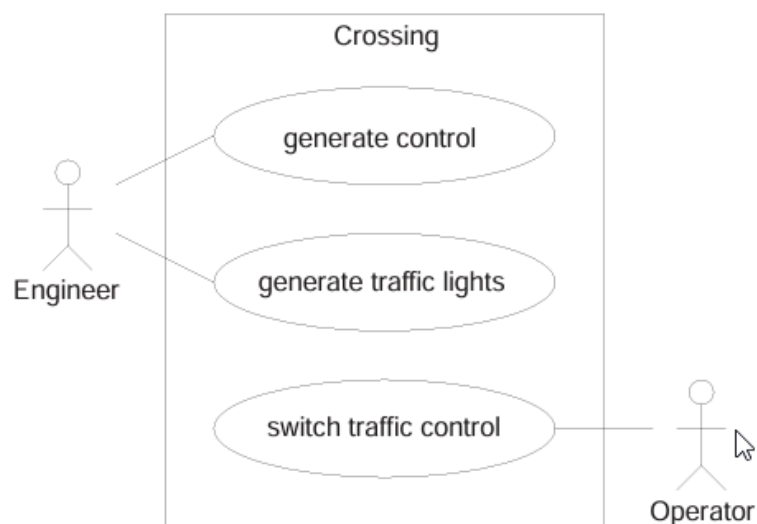 Crossing
generate control
Engineer
generate traffic lights
switch traffic control
Operator